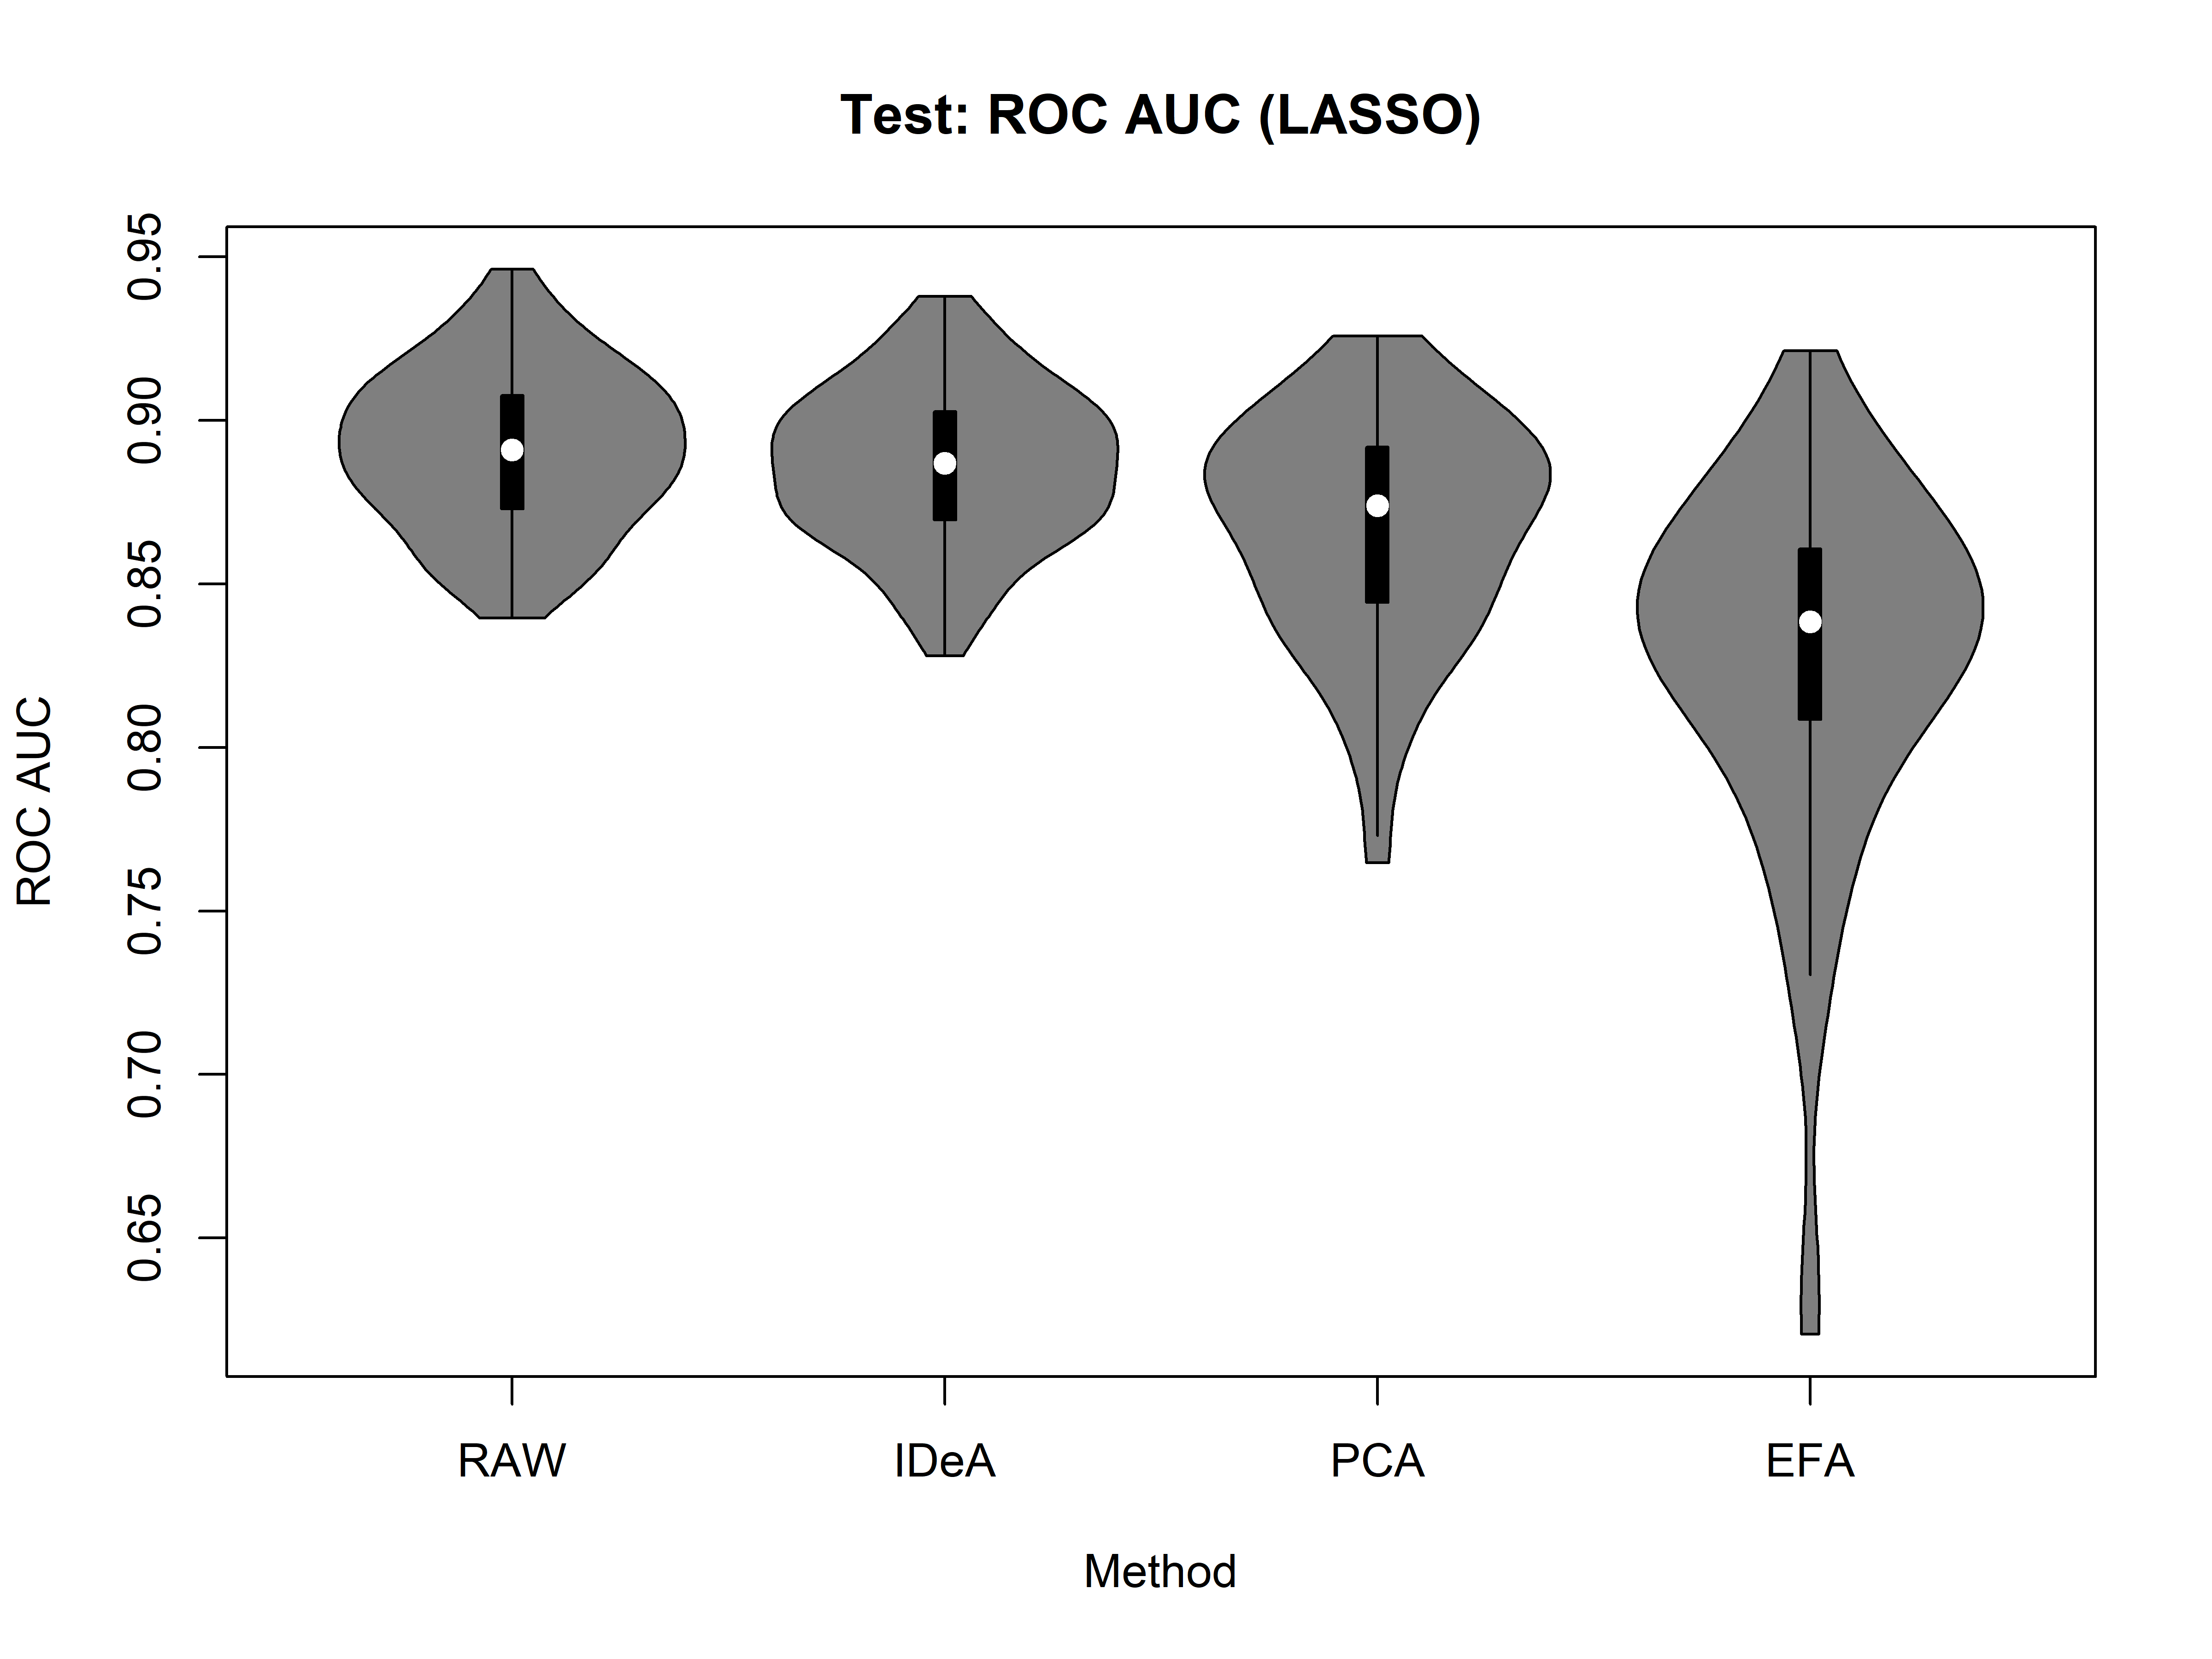 Test: ROC AUC (LASSO)
ROC AUC
0.95
0.90
0.85
0.80
0.75
0.70
0.65
RAW IDeA PCA EFA
Method